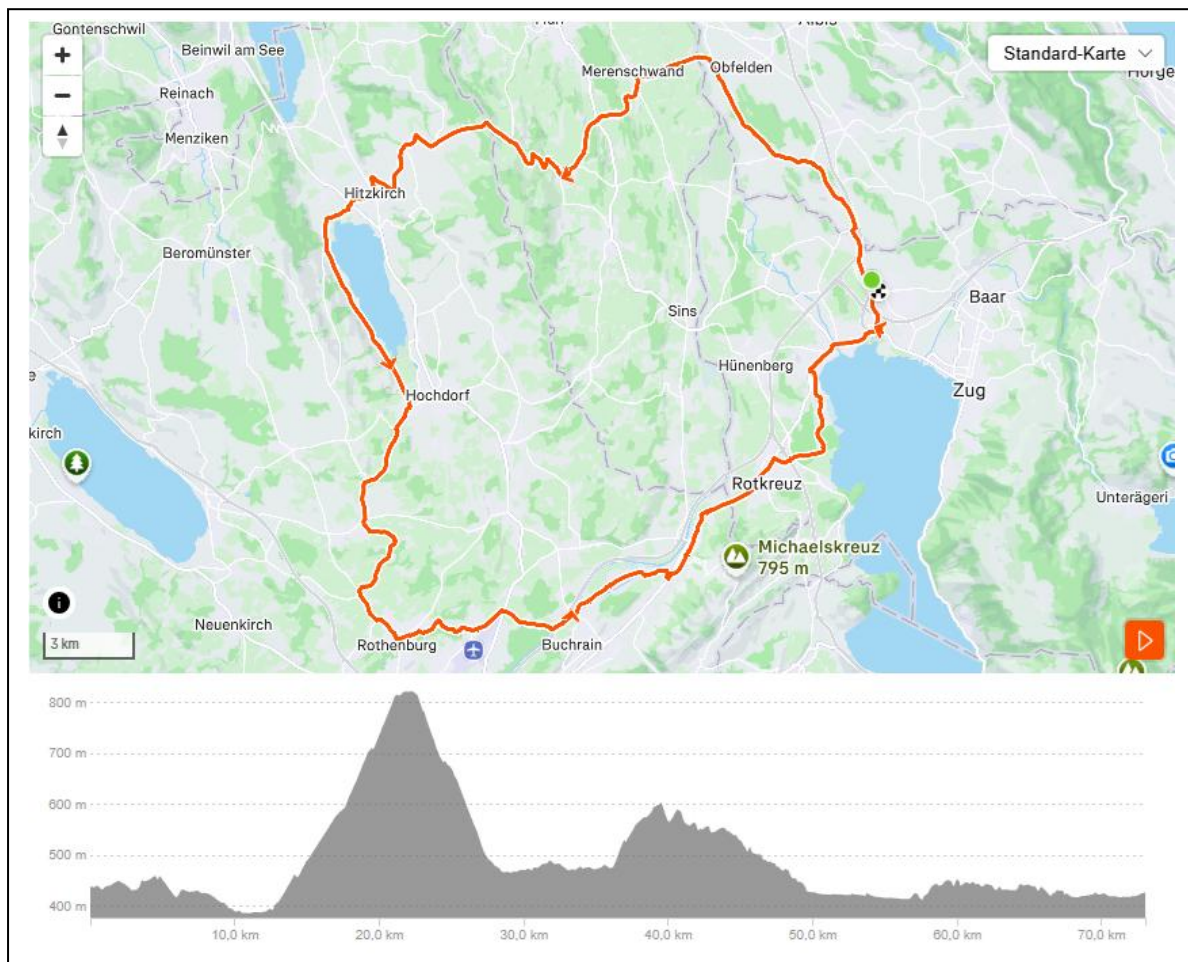 Gontenschwil
Albis
+
Standard-Karte
Beinwil am See
Merenschwand
Obfelden
−
Reinach
Menziken
Hitzkirch
Beromünster
Baar
Sins
Hünenberg
Zug
Hochdorf
kirch
Rotkreuz
Unterägeri
Michaelskreuz
795 m
i
Neuenkirch
3 km
Rothenburg
Buchrain
800 m
700 m
600 m
500 m
400 m
10,0 km 20,0 km 30,0 km 40,0 km 50,0 km 60,0 km 70,0 km